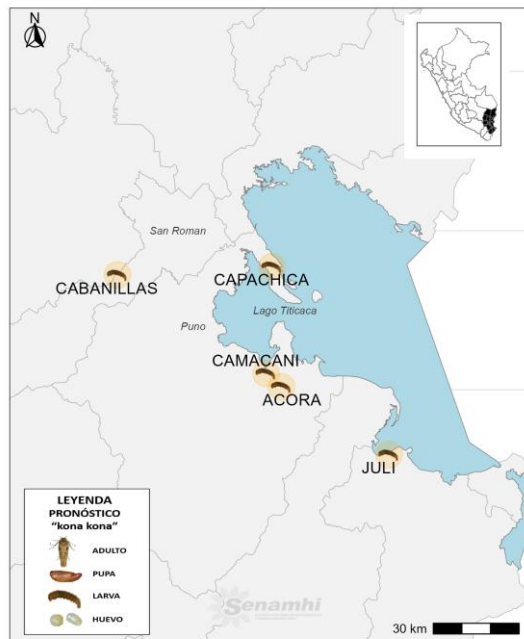 N
San Roman
CABANILLAS
CAPACHICA
Lago Titicaca
Puno
CAMACANI
ACORA
JULI
LEYENDA
PRONÓSTICO
"kona kona"
ADULTO
PUPA
LARVA
HUEVO
Senamhi
30 km